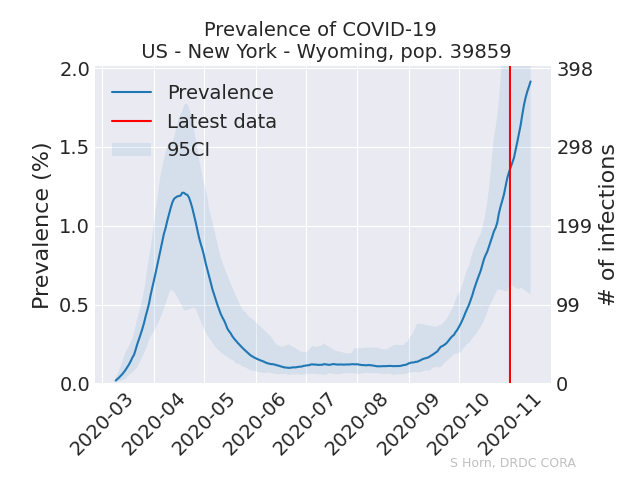 Prevalence of COVID-19
US - New York - Wyoming, pop. 39859
Prevalence
Latest data
95CI
Prevalence (%)
2.0
1.5
1.0
0.5
0.0
398
298
199
99
0
# of infections
2020-03
2020-04
2020-05
2020-06
2020-07
2020-08
2020-09
2020-10
2020-11
S Horn, DRDC CORA